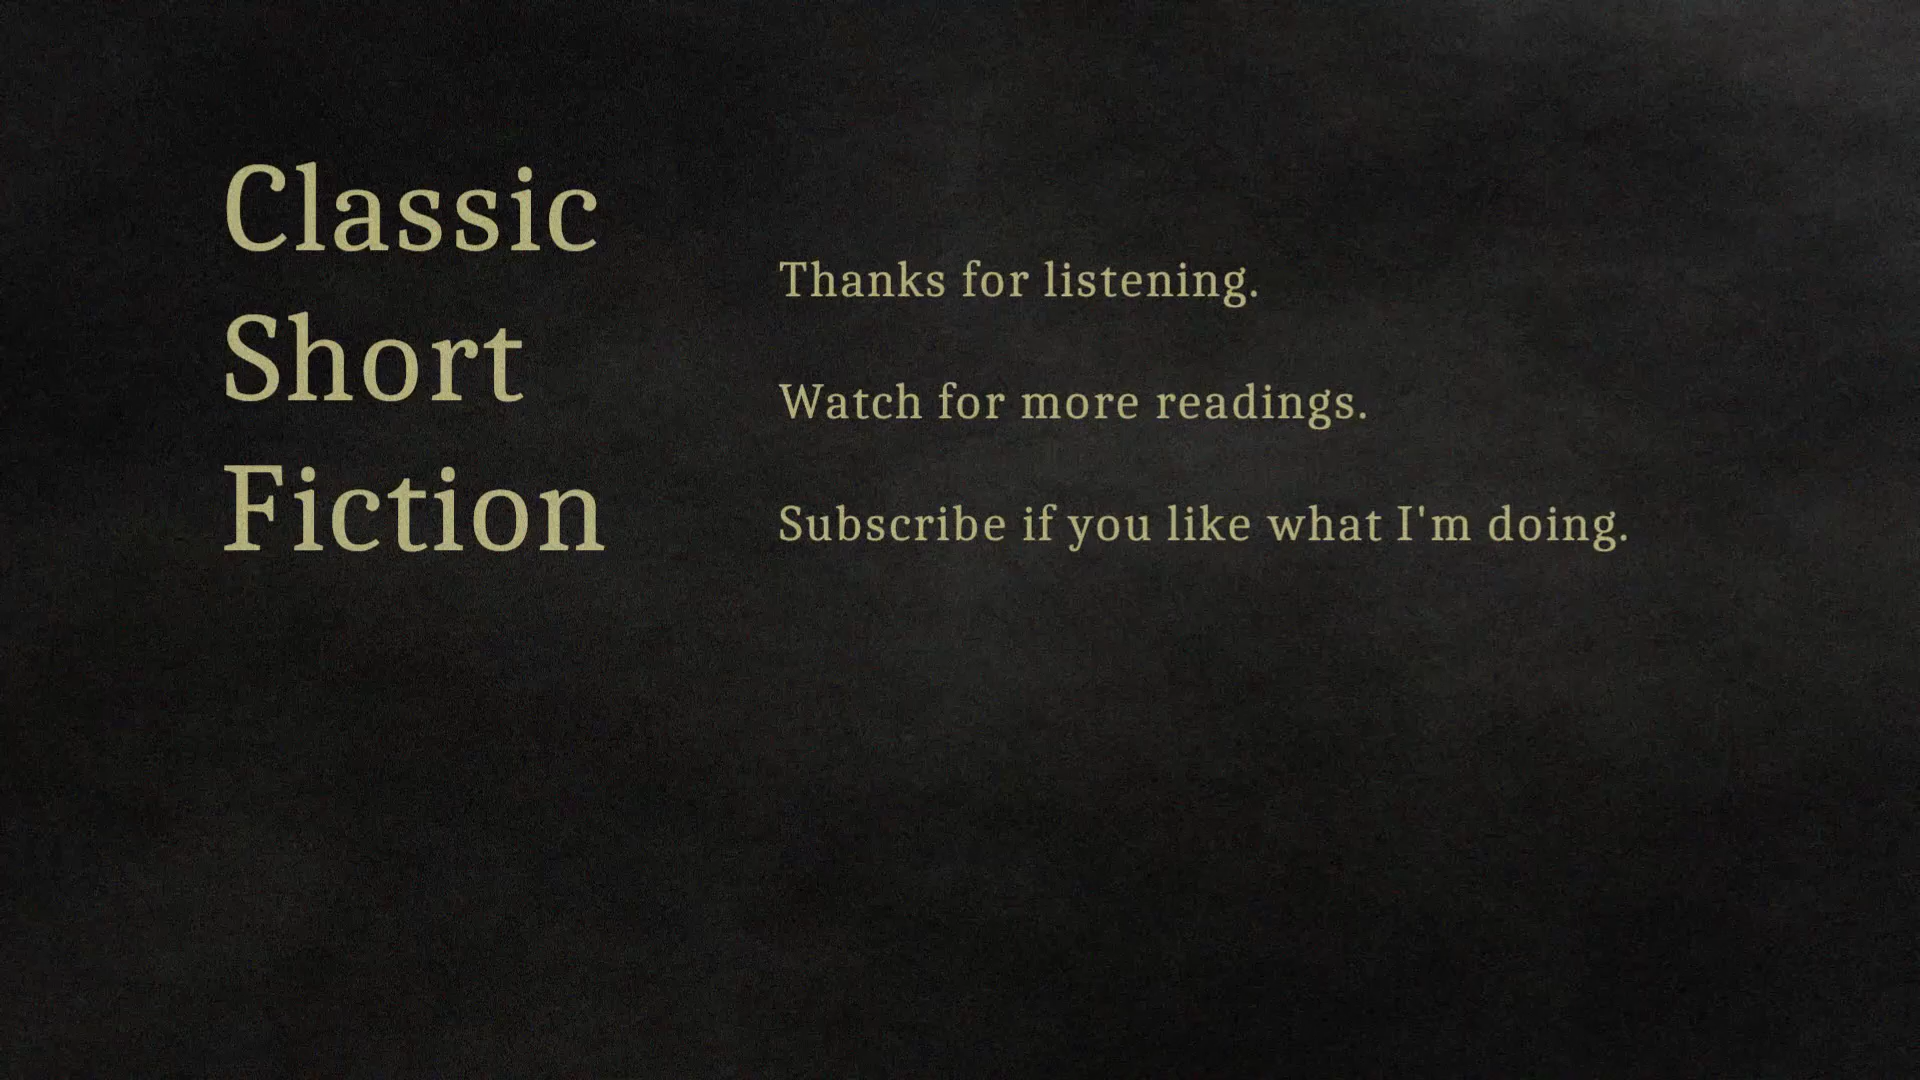 Classic
Short
Fiction
Thanks for listening.
Watch for more readings.
Subscribe if you like what I'm doing.